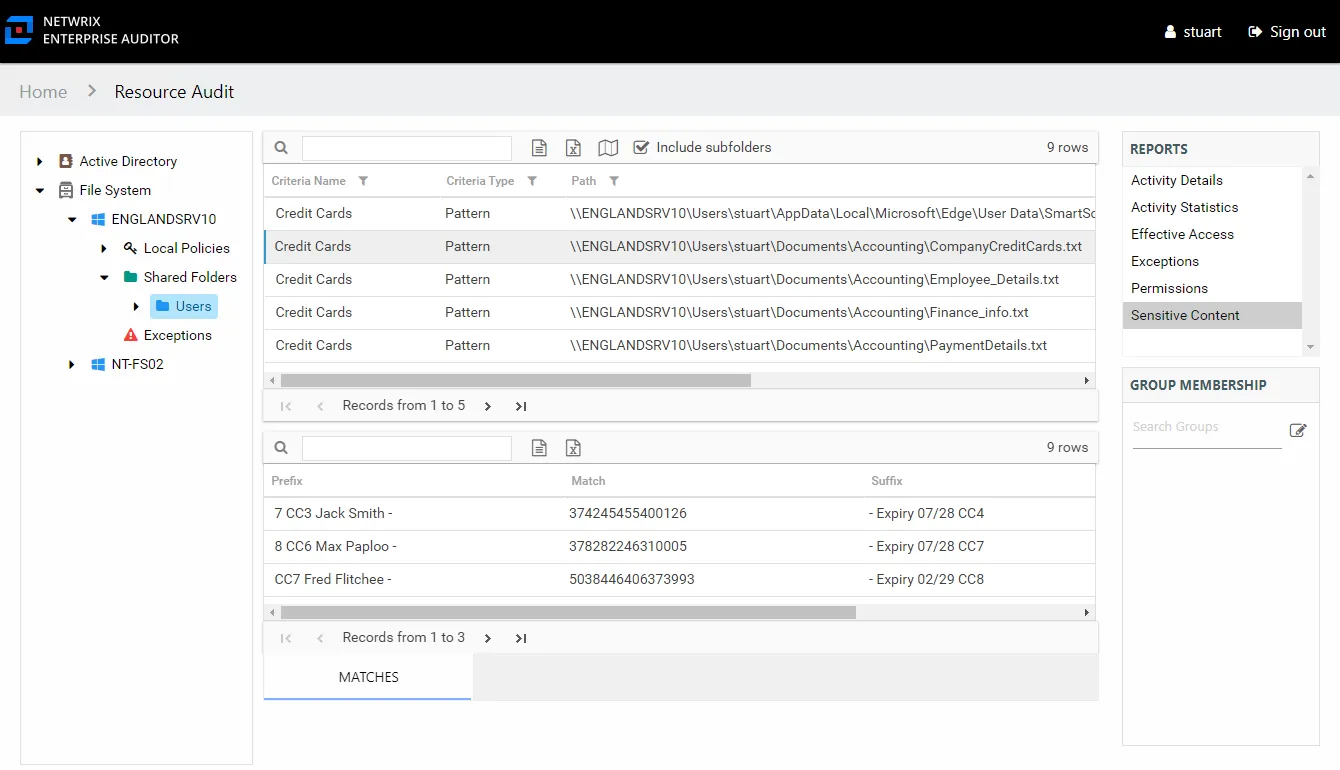 NETWRIX
ENTERPRISE AUDITOR
stuart
Sign out
Home
Resource Audit
Active Directory
File System
ENGLANDSRV10
Local Policies
Shared Folders
Users
Exceptions
NT-FS02
Include subfolders
9 rows
Criteria Name Criteria Type Path
Credit Cards Pattern \\ENGLANDSRV10\Users\stuart\AppData\Local\Microsoft\Edge\User Data\SmartSc
Credit Cards Pattern \\ENGLANDSRV10\Users\stuart\Documents\Accounting\CompanyCreditCards.txt
Credit Cards Pattern \\ENGLANDSRV10\Users\stuart\Documents\Accounting\Employee_Details.txt
Credit Cards Pattern \\ENGLANDSRV10\Users\stuart\Documents\Accounting\Finance_info.txt
Credit Cards Pattern \\ENGLANDSRV10\Users\stuart\Documents\Accounting\PaymentDetails.txt
Records from 1 to 5
9 rows
Prefix Match Suffix
7 CC3 Jack Smith - 374245455400126 - Expiry 07/28 CC4
8 CC6 Max Paploo - 378282246310005 - Expiry 07/28 CC7
CC7 Fred Flitchee - 5038446406373993 - Expiry 02/29 CC8
Records from 1 to 3
MATCHES
REPORTS
Activity Details
Activity Statistics
Effective Access
Exceptions
Permissions
Sensitive Content
GROUP MEMBERSHIP
Search Groups